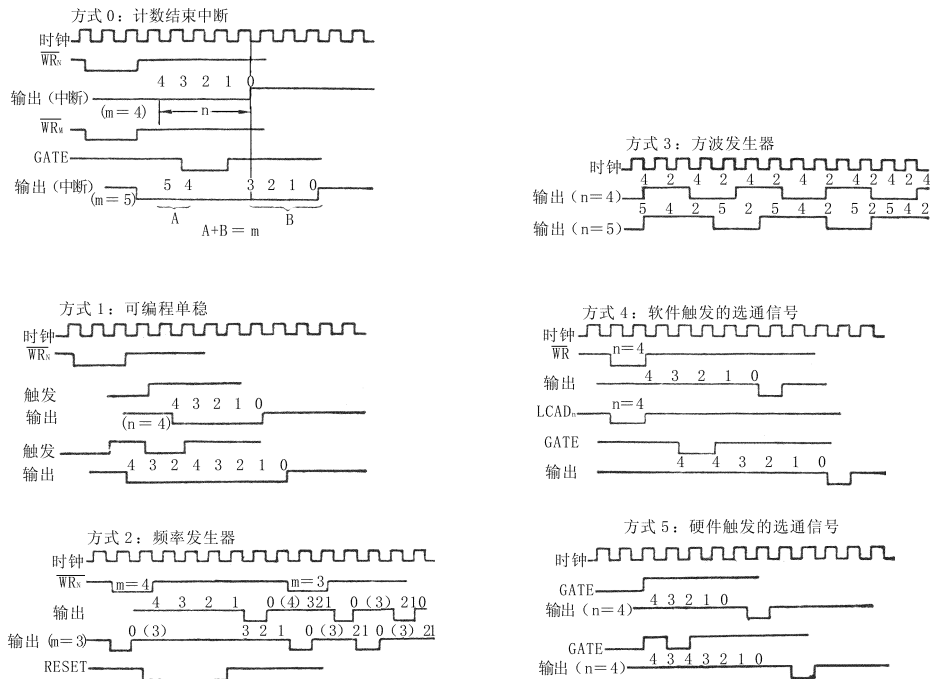 方式0：计数结束中断
时钟
WRN
4 3 2 1 0
输出（中断）
(m＝4)
n
WRM
GATE
输出（中断）
5 4 3 2 1 0
(m＝5)
A B
A+B＝m
方式3：方波发生器
时钟
4 2 4 2 4 2 4 2 4 2 4 2 4
输出（n＝4）
5 4 2 5 2 5 4 2 5 2 5 4 2
输出（n＝5）
方式1：可编程单稳
时钟
WRN
触发
4 3 2 1 0
输出
(n＝4)
触发
4 3 2 4 3 2 1 0
输出
方式4：软件触发的选通信号
时钟
WR n＝4
4 3 2 1 0
输出
LCADn n＝4
GATE
4 4 3 2 1 0
输出
方式2：频率发生器
时钟
WRN m＝4 m＝3
4 3 2 1 0（4）321 0（3）210
输出
0（3） 3 2 1 0（3）210（3）21
输出（m＝3）
RESET
方式5：硬件触发的选通信号
时钟
GATE
4 3 2 1 0
输出（n＝4）
GATE
4 3 4 3 2 1 0
输出（n＝4）